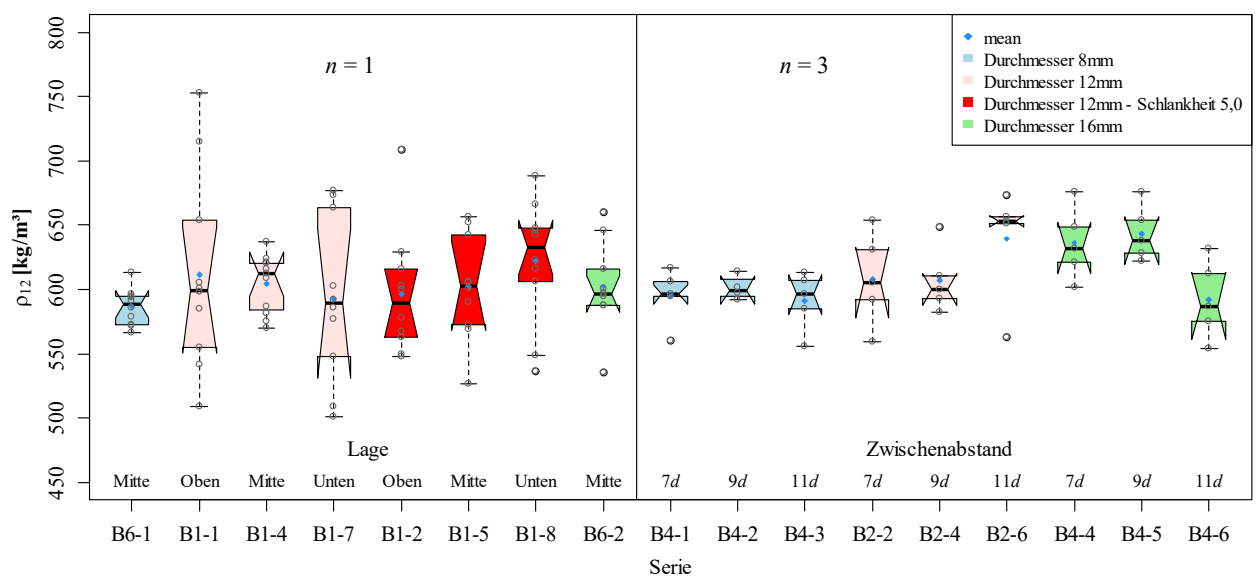 800
750
700
650
600
550
500
450
ρ12 [kg/m³]
n = 1
n = 3
mean
Durchmesser 8mm
Durchmesser 12mm
Durchmesser 12mm - Schlankheit 5,0
Durchmesser 16mm
Lage
Zwischenabstand
Mitte Oben Mitte Unten Oben Mitte Unten Mitte 7d 9d 11d 7d 9d 11d 7d 9d 11d
B6-1 B1-1 B1-4 B1-7 B1-2 B1-5 B1-8 B6-2 B4-1 B4-2 B4-3 B2-2 B2-4 B2-6 B4-4 B4-5 B4-6
Serie